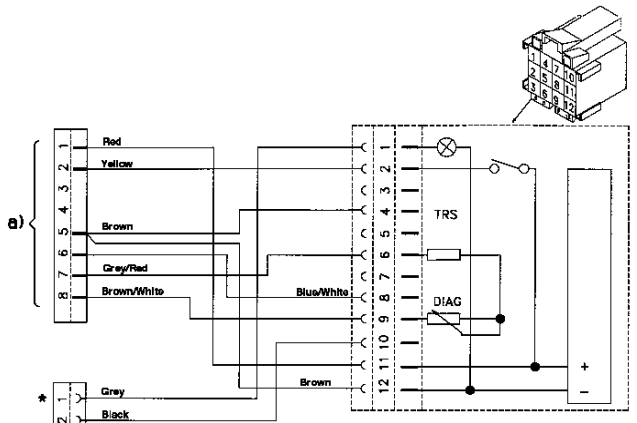 1 4 7 10
2 5 8 11
3 6 9 12
a)
1 Red 1
2 Yellow 2
3 3
4 4 TRS
5 Brown 5
6 6
7 Grey/Red 7
8 Brown/White Blue/White 8
9 DIAG
10
11 +
Brown 12 −
* 1 Grey
2 Black